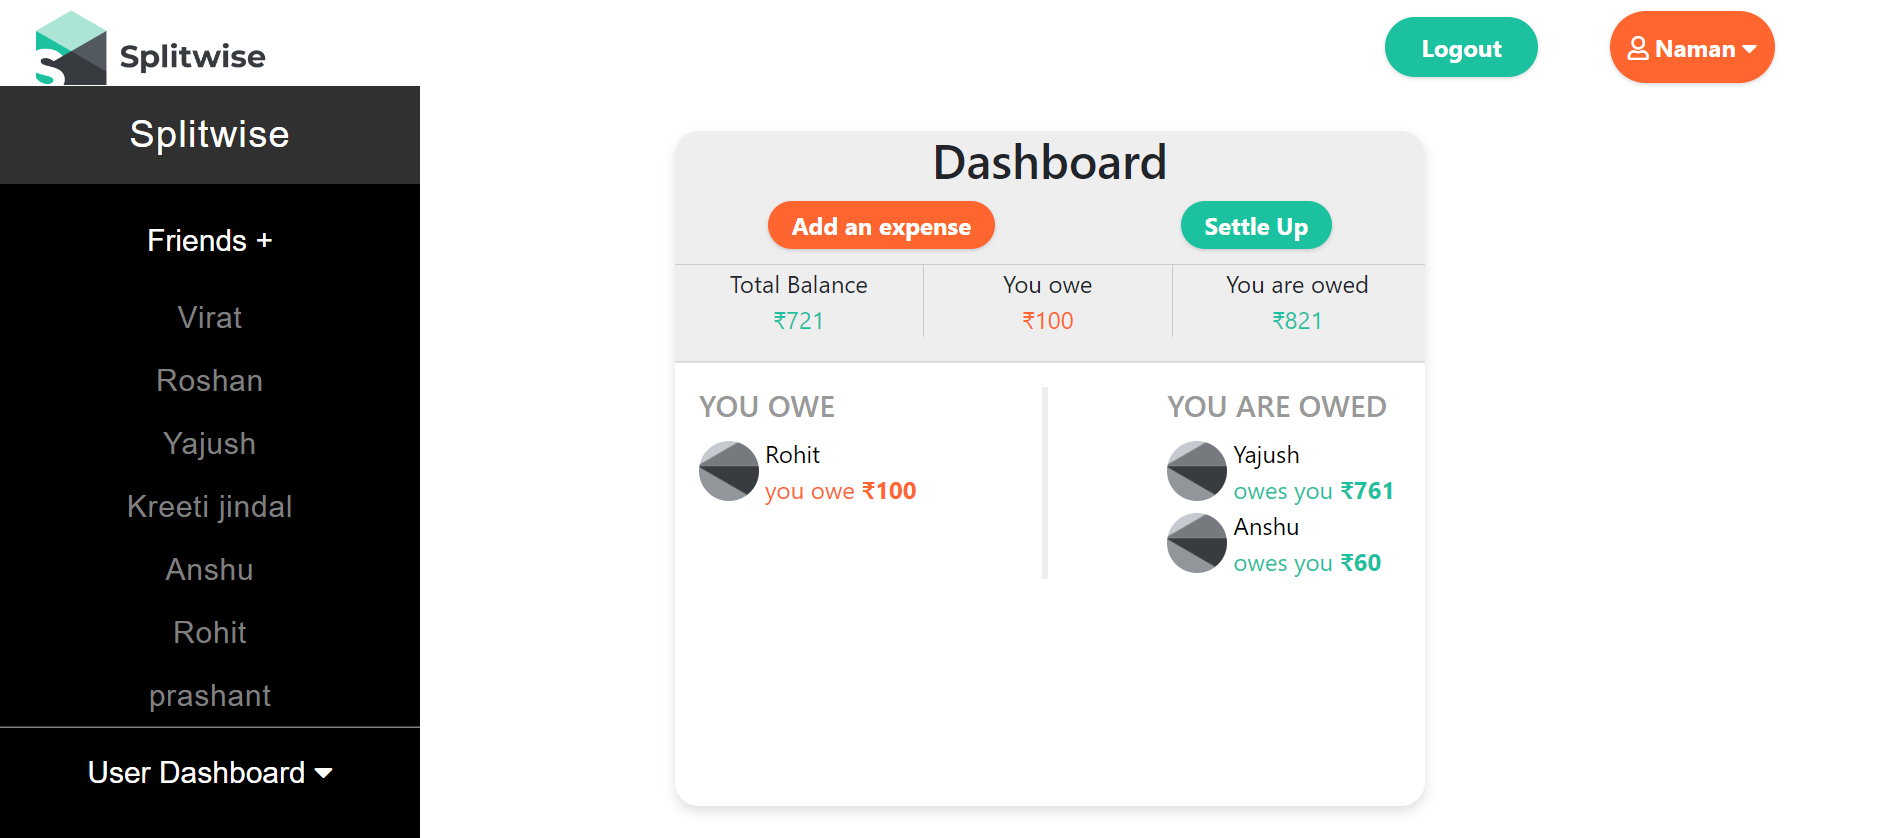 Splitwise
Logout
Naman
Splitwise
Friends +
Virat
Roshan
Yajush
Kreeti jindal
Anshu
Rohit
prashant
User Dashboard
Dashboard
Add an expense
Settle Up
Total Balance
₹721
You owe
₹100
You are owed
₹821
YOU OWE
Rohit
you owe ₹100
YOU ARE OWED
Yajush
owes you ₹761
Anshu
owes you ₹60